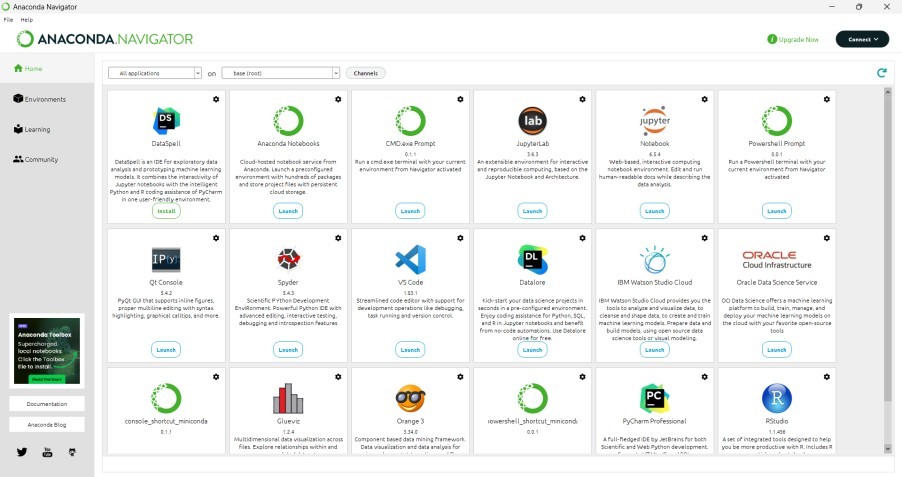 Anaconda Navigator
File Help
ANACONDA.NAVIGATOR
Upgrade Now
Connect
Home
Environments
Learning
Community
All applications
on
base (root)
Channels
DS
DataSpell
DataSpell is an IDE for exploratory data
analysis and prototyping machine learning
models. It combines the interactivity of
Jupyter notebooks with the intelligent
Python and R coding assistance of PyCharm
in one user-friendly environment.
Install
Anaconda Notebooks
Cloud-hosted notebook service from
Anaconda. Launch a preconfigured
environment with hundreds of packages
and store project files with persistent
cloud storage.
Launch
CMD.exe Prompt
0.1.1
Run a cmd.exe terminal with your current
environment from Navigator activated
Launch
lab
JupyterLab
3.6.3
An extensible environment for interactive
and reproducible computing, based on the
Jupyter Notebook and Architecture.
Launch
jupyter
Notebook
6.5.4
Web-based, interactive computing
notebook environment. Edit and run
human-readable docs while describing the
data analysis.
Launch
Powershell Prompt
0.0.1
Run a Powershell terminal with your
current environment from Navigator
activated
Launch
IP[y]:
Qt Console
5.4.2
PyQt GUI that supports inline figures,
proper multiline editing with syntax
highlighting, graphical calltips, and more.
Launch
Spyder
5.4.3
Scientific PYthon Development
EnviRonment. Powerful Python IDE with
advanced editing, interactive testing,
debugging and introspection features
Launch
VS Code
1.83.1
Streamlined code editor with support for
development operations like debugging,
task running and version control.
Launch
DL
Datalore
Kick-start your data science projects in
seconds in a pre-configured environment.
Enjoy coding assistance for Python, SQL,
and R in Jupyter notebooks and benefit
from no-code automations. Use Datalore
online for free.
Launch
IBM Watson Studio Cloud
IBM Watson Studio Cloud provides you the
tools to analyze and visualize data, to
cleanse and shape data, to create and train
machine learning models. Prepare data and
build models, using open source data
science tools or visual modeling.
Launch
ORACLE
Cloud Infrastructure
Oracle Data Science Service
OCI Data Science offers a machine learning
platform to build, train, manage, and
deploy your machine learning models on
the cloud with your favorite open-source
tools
Launch
console_shortcut_miniconda
0.1.1
Glueviz
1.2.4
Multidimensional data visualization across
files. Explore relationships within and
Orange 3
3.34.0
Component based data mining framework.
Data visualization and data analysis for
owershell_shortcut_minicond
0.0.1
PC
PyCharm Professional
A full-fledged IDE by JetBrains for both
Scientific and Web Python development.
R
RStudio
1.1.456
A set of integrated tools designed to help
you be more productive with R. Includes R
Anaconda Toolbox
Supercharged
local notebooks.
Click the Toolbox
tile to install.
Read the Docs
Documentation
Anaconda Blog